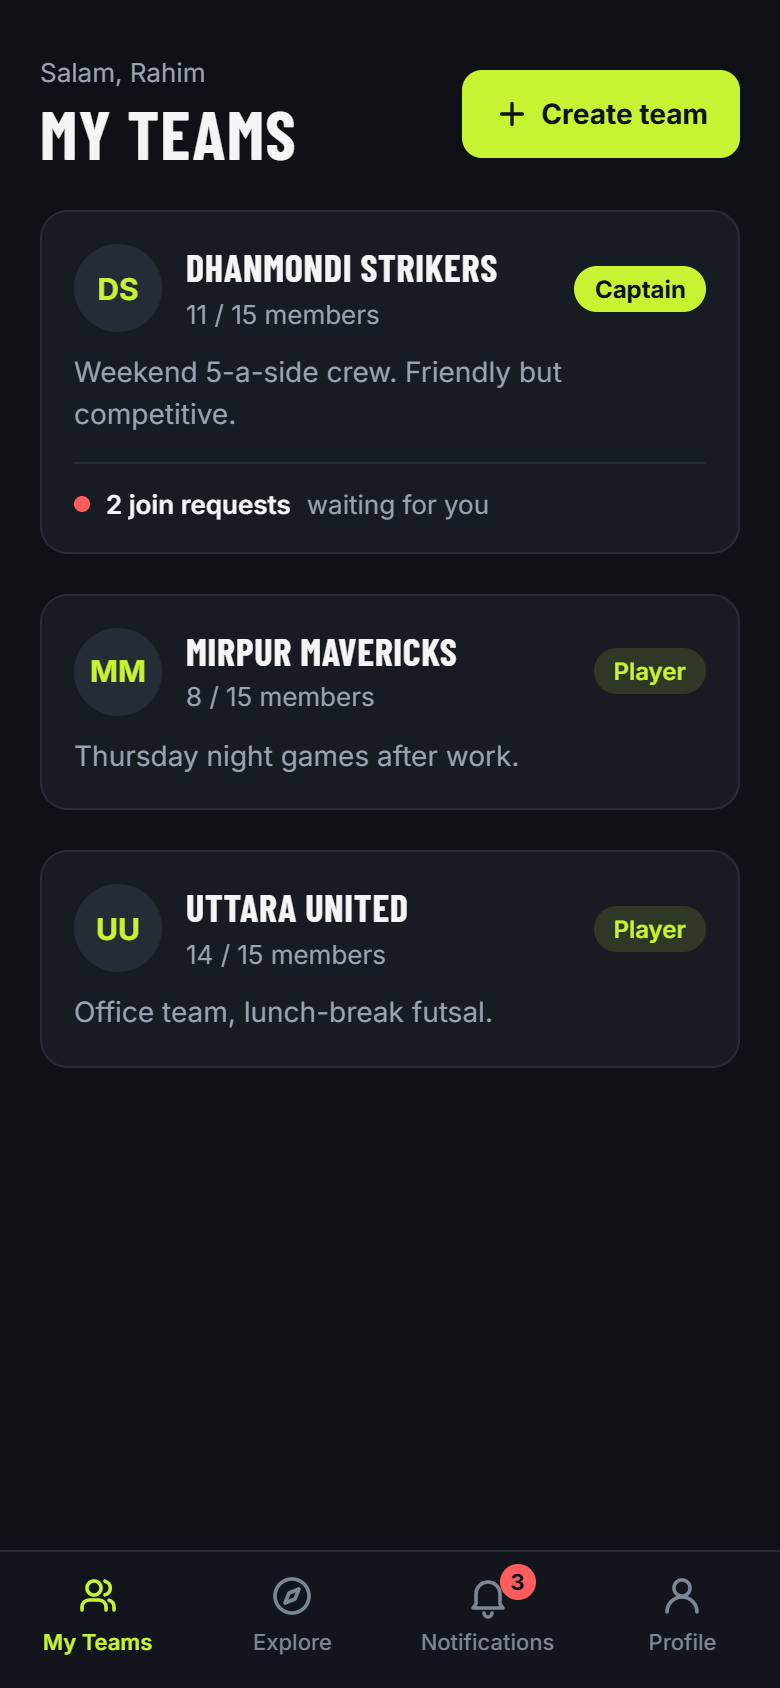 Salam, Rahim
MY TEAMS
+ Create team
DS
DHANMONDI STRIKERS
11 / 15 members
Captain
Weekend 5-a-side crew. Friendly but
competitive.
2 join requests waiting for you
MM
MIRPUR MAVERICKS
8 / 15 members
Player
Thursday night games after work.
UU
UTTARA UNITED
14 / 15 members
Player
Office team, lunch-break futsal.
3
My Teams
Explore
Notifications
Profile